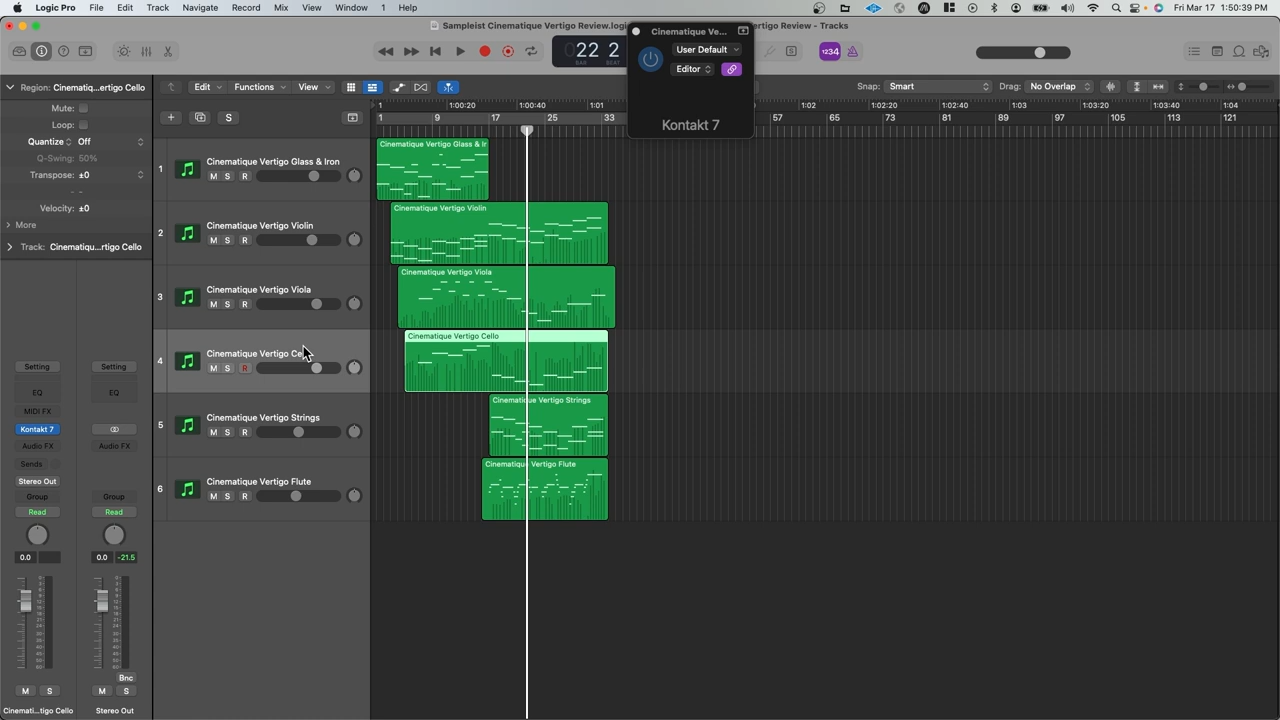 Logic Pro File Edit Track Navigate Record Mix View Window 1 Help Fri Mar 17 1:50:39 PM
Sampleist Cinematique Vertigo Review.logic
rtigo Review - Tracks
22 2
BAR BEAT
1234
Cinematique Ve...
User Default
Editor
Kontakt 7
Region: Cinematiq...ertigo Cello
Mute:
Loop:
Quantize Off
Q-Swing: 50%
Transpose: ±0
Velocity: ±0
More
Track: Cinematiqu...rtigo Cello
Edit Functions View
Snap: Smart Drag: No Overlap
S
1 1:00:20 1:00:40 1:01 1:02 1:02:20 1:02:40 1:03 1:03:20 1:03:40 1:04
1 9 17 25 33 57 65 73 81 89 97 105 113 121
1 Cinematique Vertigo Glass & Iron
M S R
Cinematique Vertigo Glass & Ir
2 Cinematique Vertigo Violin
M S R
Cinematique Vertigo Violin
3 Cinematique Vertigo Viola
M S R
Cinematique Vertigo Viola
4 Cinematique Vertigo Cello
M S R
Cinematique Vertigo Cello
5 Cinematique Vertigo Strings
M S R
Cinematique Vertigo Strings
6 Cinematique Vertigo Flute
M S R
Cinematique Vertigo Flute
Setting Setting
EQ EQ
MIDI FX
Kontakt 7
Audio FX Audio FX
Sends
Stereo Out
Group Group
Read Read
0.0 0.0 -21.5
Bnc
M S M S
Cinemati...tigo Cello Stereo Out